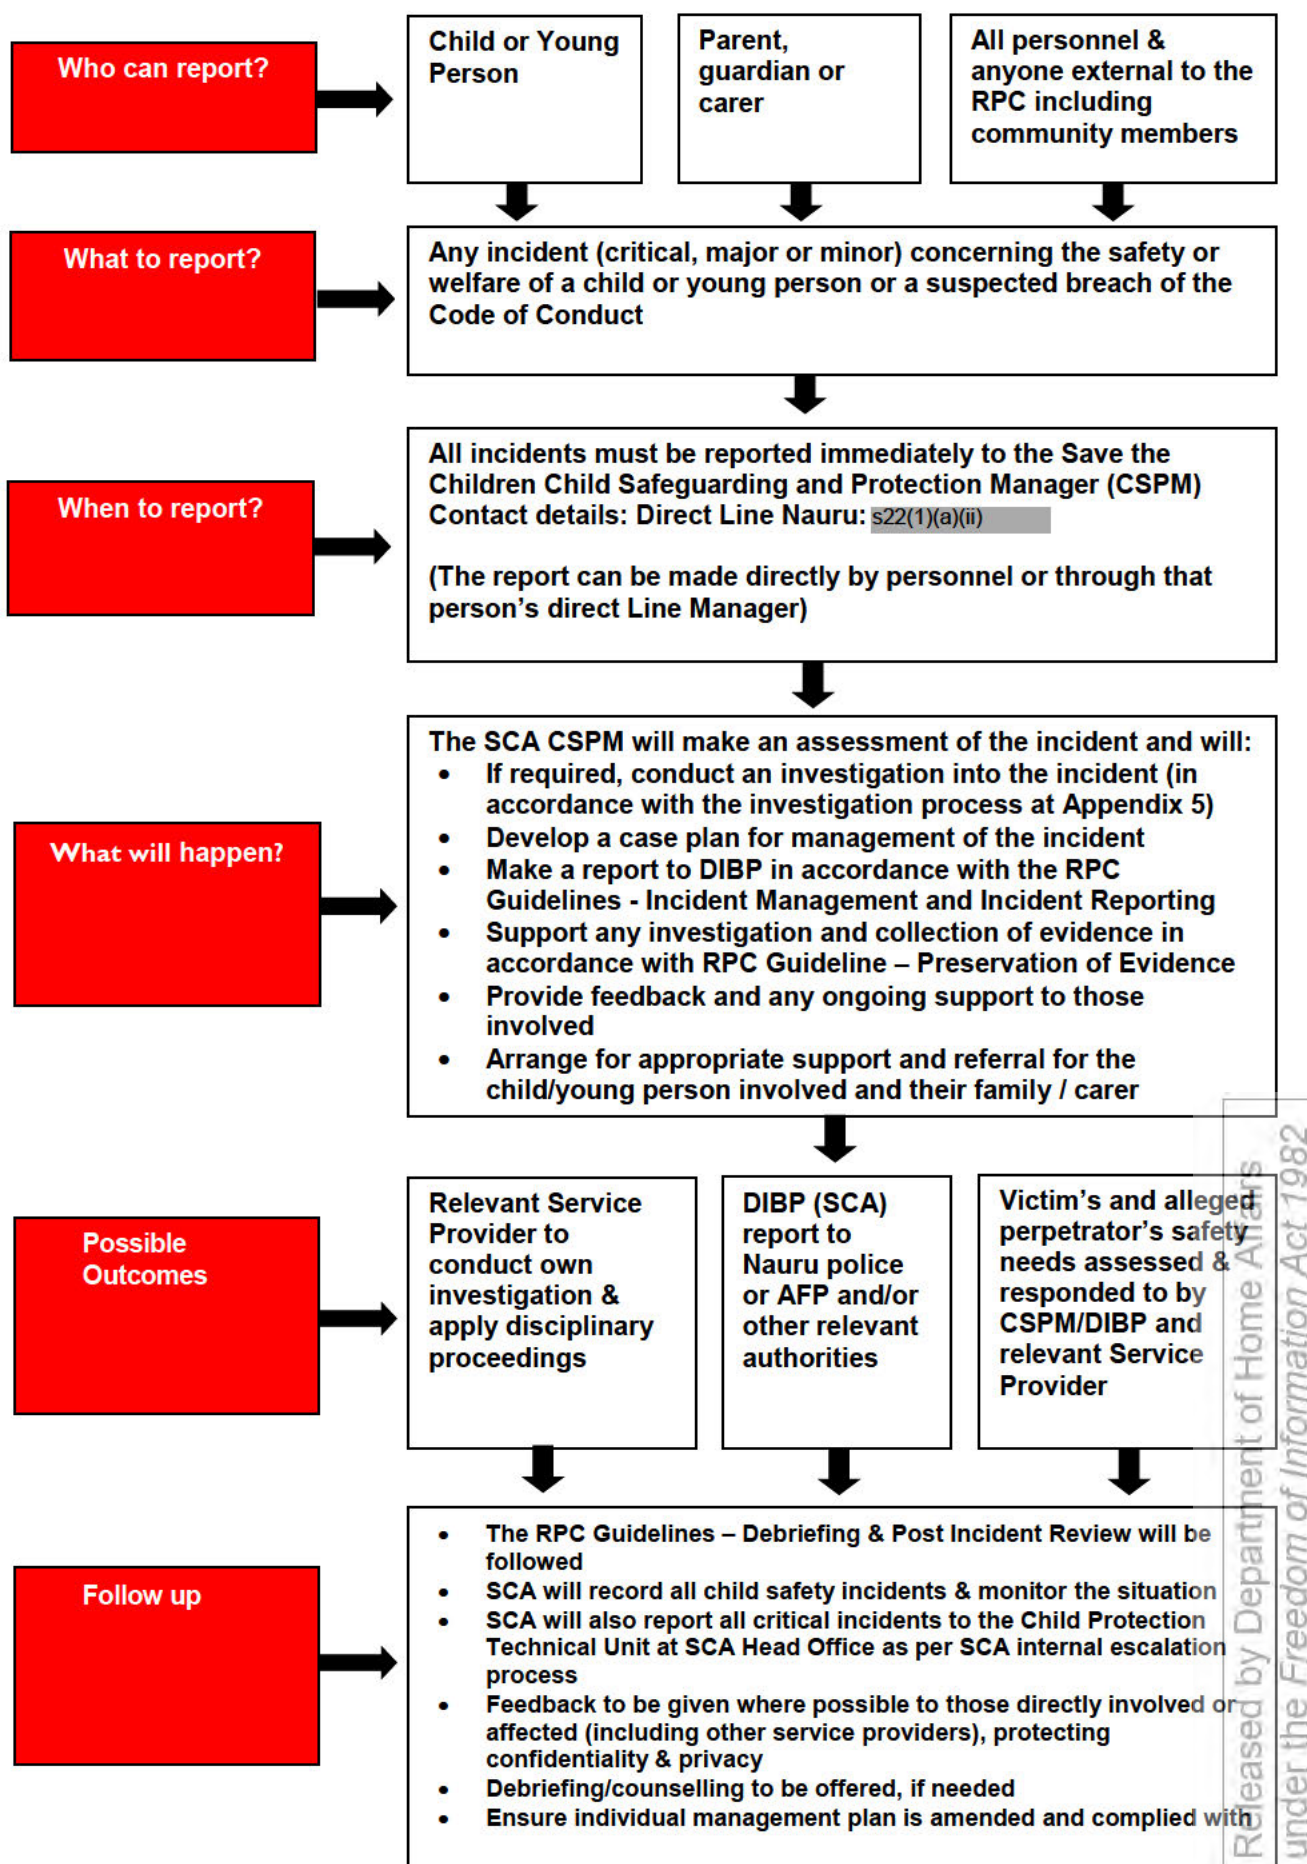 Who can report?
Child or Young
Person
Parent,
guardian or
carer
All personnel &
anyone external to the
RPC including
community members
What to report?
Any incident (critical, major or minor) concerning the safety or
welfare of a child or young person or a suspected breach of the
Code of Conduct
When to report?
All incidents must be reported immediately to the Save the
Children Child Safeguarding and Protection Manager (CSPM)
Contact details: Direct Line Nauru: s22(1)(a)(ii)
(The report can be made directly by personnel or through that
person's direct Line Manager)
What will happen?
The SCA CSPM will make an assessment of the incident and will:
• If required, conduct an investigation into the incident (in
accordance with the investigation process at Appendix 5)
• Develop a case plan for management of the incident
• Make a report to DIBP in accordance with the RPC
Guidelines - Incident Management and Incident Reporting
• Support any investigation and collection of evidence in
accordance with RPC Guideline – Preservation of Evidence
• Provide feedback and any ongoing support to those
involved
• Arrange for appropriate support and referral for the
child/young person involved and their family / carer
Possible
Outcomes
Relevant Service
Provider to
conduct own
investigation &
apply disciplinary
proceedings
DIBP (SCA)
report to
Nauru police
or AFP and/or
other relevant
authorities
Victim's and alleged
perpetrator's safety
needs assessed &
responded to by
CSPM/DIBP and
relevant Service
Provider
Follow up
• The RPC Guidelines – Debriefing & Post Incident Review will be
followed
• SCA will record all child safety incidents & monitor the situation
• SCA will also report all critical incidents to the Child Protection
Technical Unit at SCA Head Office as per SCA internal escalation
process
• Feedback to be given where possible to those directly involved or
affected (including other service providers), protecting
confidentiality & privacy
• Debriefing/counselling to be offered, if needed
• Ensure individual management plan is amended and complied with
Released by Department of Home Affairs
under the Freedom of Information Act 1982